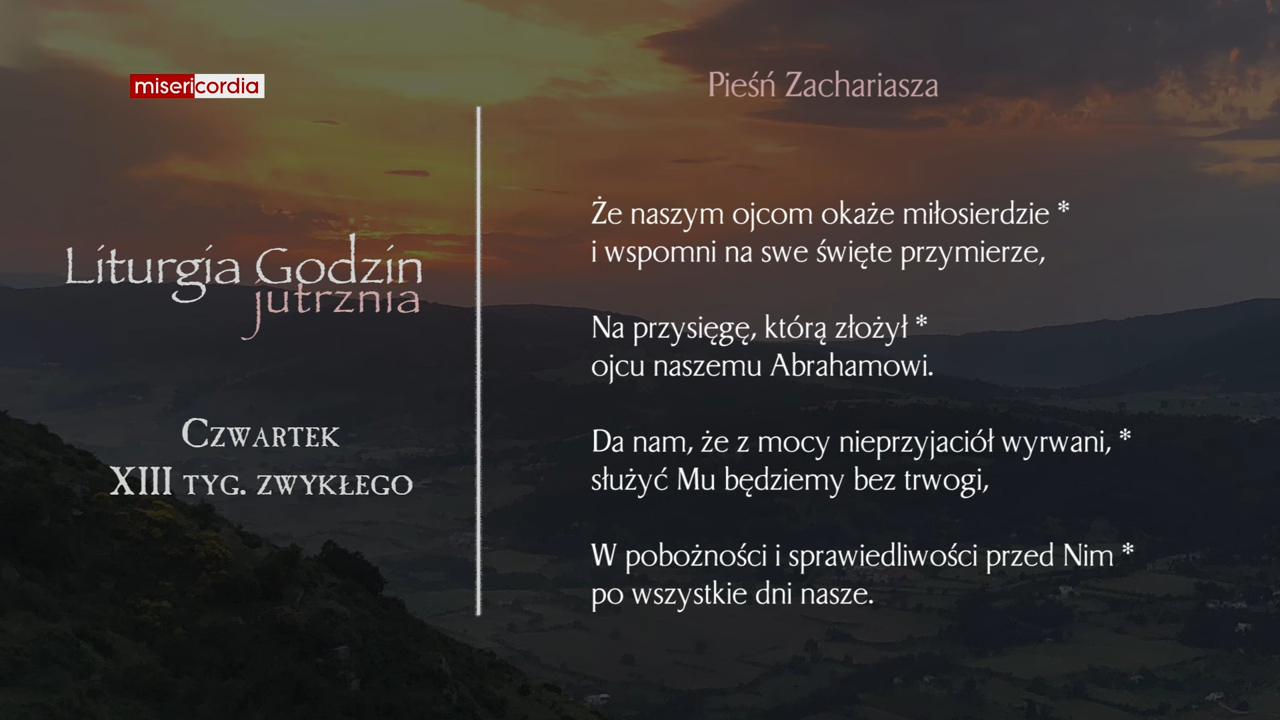 misericordia
Liturgia Godzin
jutrznia
Czwartek
XIII tyg. zwykłego
Pieśń Zachariasza
Że naszym ojcom okaże miłosierdzie *
i wspomni na swe święte przymierze,
Na przysięgę, którą złożył *
ojcu naszemu Abrahamowi.
Da nam, że z mocy nieprzyjaciół wyrwani, *
służyć Mu będziemy bez trwogi,
W pobożności i sprawiedliwości przed Nim *
po wszystkie dni nasze.